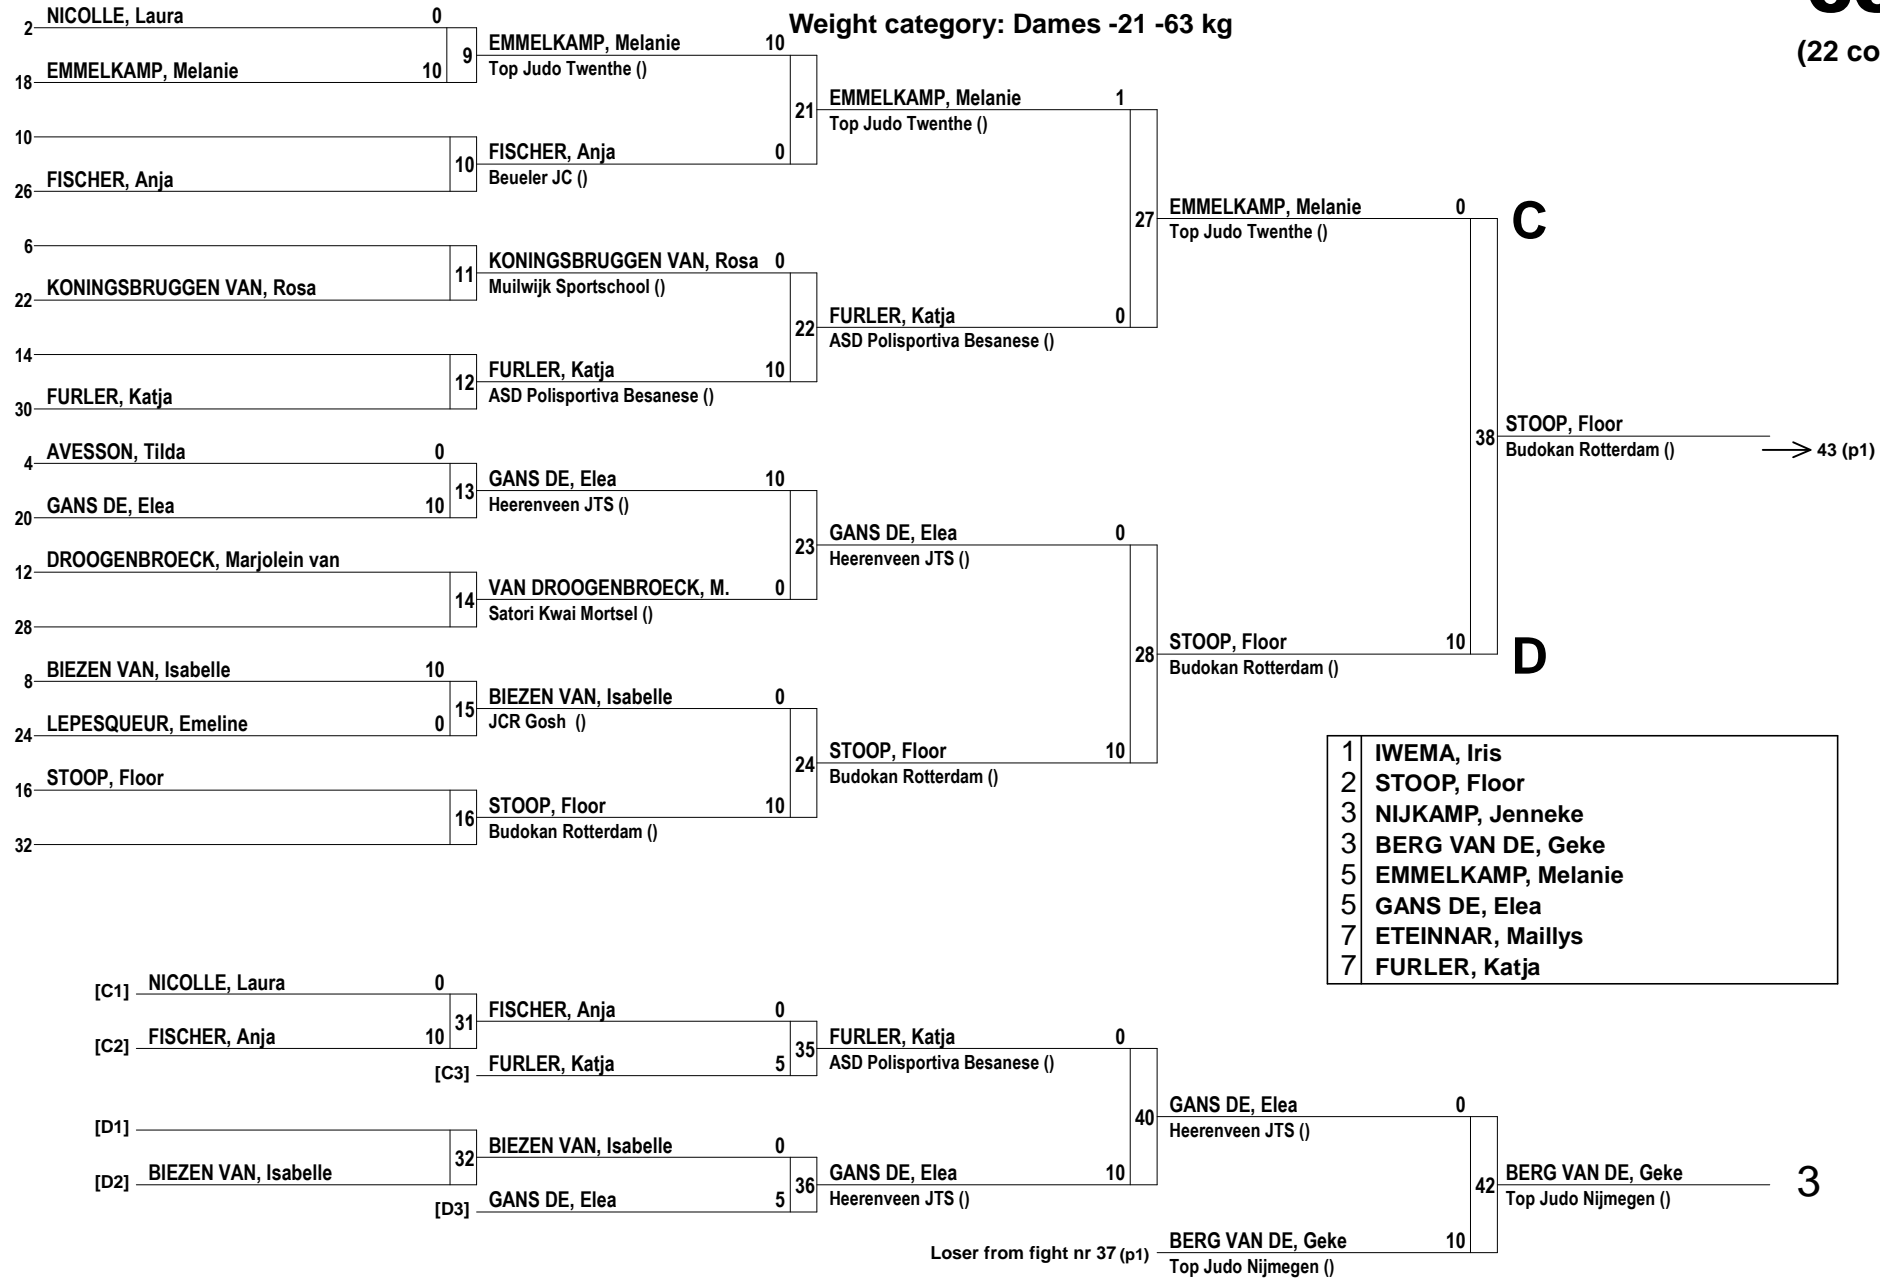 Weight category: Dames -21 -63 kg
(22 co
2 NICOLLE, Laura 0
18 EMMELKAMP, Melanie 10
9 EMMELKAMP, Melanie 10
Top Judo Twenthe ()
10
26 FISCHER, Anja
10 FISCHER, Anja 0
Beueler JC ()
21 EMMELKAMP, Melanie 1
Top Judo Twenthe ()
6
22 KONINGSBRUGGEN VAN, Rosa
11 KONINGSBRUGGEN VAN, Rosa 0
Muilwijk Sportschool ()
14
30 FURLER, Katja
12 FURLER, Katja 10
ASD Polisportiva Besanese ()
22 FURLER, Katja 0
ASD Polisportiva Besanese ()
27 EMMELKAMP, Melanie 0
Top Judo Twenthe ()
C
4 AVESSON, Tilda 0
20 GANS DE, Elea 10
13 GANS DE, Elea 10
Heerenveen JTS ()
12 DROOGENBROECK, Marjolein van
28
14 VAN DROOGENBROECK, M. 0
Satori Kwai Mortsel ()
23 GANS DE, Elea 0
Heerenveen JTS ()
8 BIEZEN VAN, Isabelle 10
24 LEPESQUEUR, Emeline 0
15 BIEZEN VAN, Isabelle 0
JCR Gosh ()
16 STOOP, Floor
32
16 STOOP, Floor 10
Budokan Rotterdam ()
24 STOOP, Floor 10
Budokan Rotterdam ()
28 STOOP, Floor 10
Budokan Rotterdam ()
D
38 STOOP, Floor
Budokan Rotterdam () 43 (p1)
1 IWEMA, Iris
2 STOOP, Floor
3 NIJKAMP, Jenneke
3 BERG VAN DE, Geke
5 EMMELKAMP, Melanie
5 GANS DE, Elea
7 ETEINNAR, Maillys
7 FURLER, Katja
[C1] NICOLLE, Laura 0
[C2] FISCHER, Anja 10
31 FISCHER, Anja 0
[C3] FURLER, Katja 5
35 FURLER, Katja 0
ASD Polisportiva Besanese ()
[D1]
[D2] BIEZEN VAN, Isabelle
32 BIEZEN VAN, Isabelle 0
[D3] GANS DE, Elea 5
36 GANS DE, Elea 10
Heerenveen JTS ()
40 GANS DE, Elea 0
Heerenveen JTS ()
Loser from fight nr 37 (p1) BERG VAN DE, Geke 10
Top Judo Nijmegen ()
42 BERG VAN DE, Geke 3
Top Judo Nijmegen ()